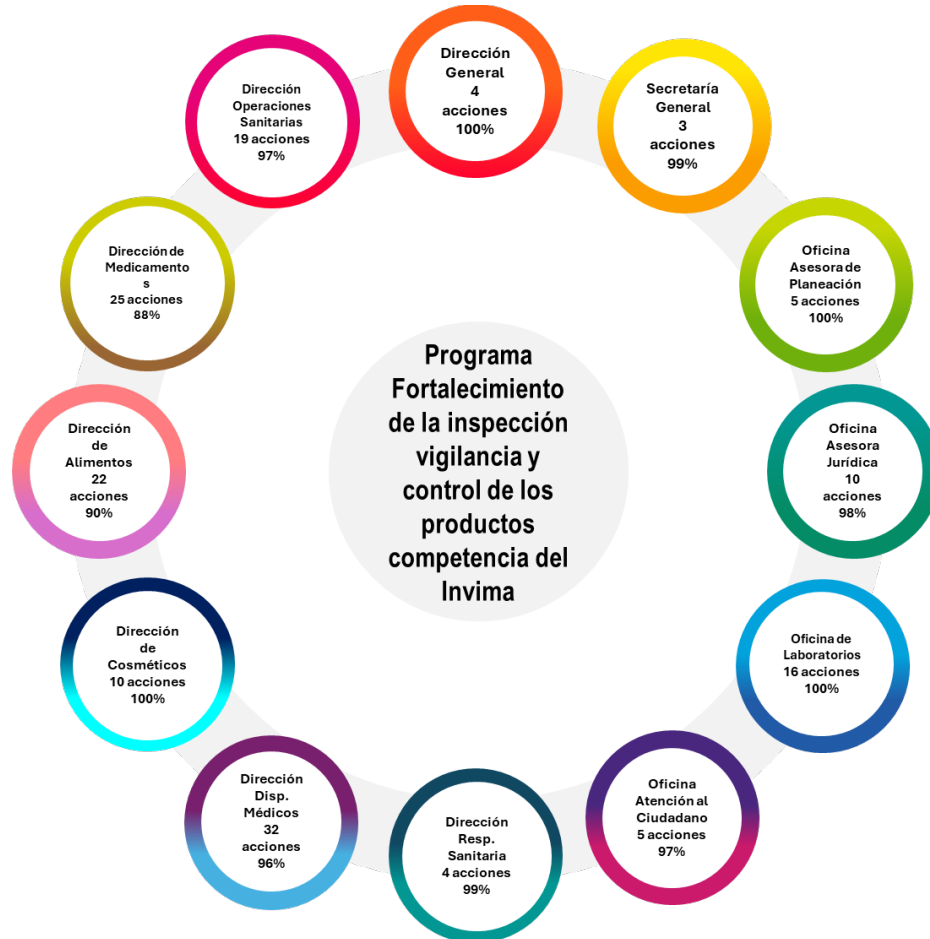 Dirección
General
4
acciones
100%
Secretaría
General
3
acciones
99%
Oficina
Asesora de
Planeación
5 acciones
100%
Oficina
Asesora
Jurídica
10
acciones
98%
Oficina de
Laboratorios
16 acciones
100%
Oficina
Atención al
Ciudadano
5 acciones
97%
Dirección
Resp.
Sanitaria
4 acciones
99%
Dirección
Disp.
Médicos
32
acciones
96%
Dirección
de
Cosméticos
10 acciones
100%
Dirección
de
Alimentos
22
acciones
90%
Dirección de
Medicamento
s
25 acciones
88%
Dirección
Operaciones
Sanitarias
19 acciones
97%
Programa
Fortalecimiento
de la inspección
vigilancia y
control de los
productos
competencia del
Invima